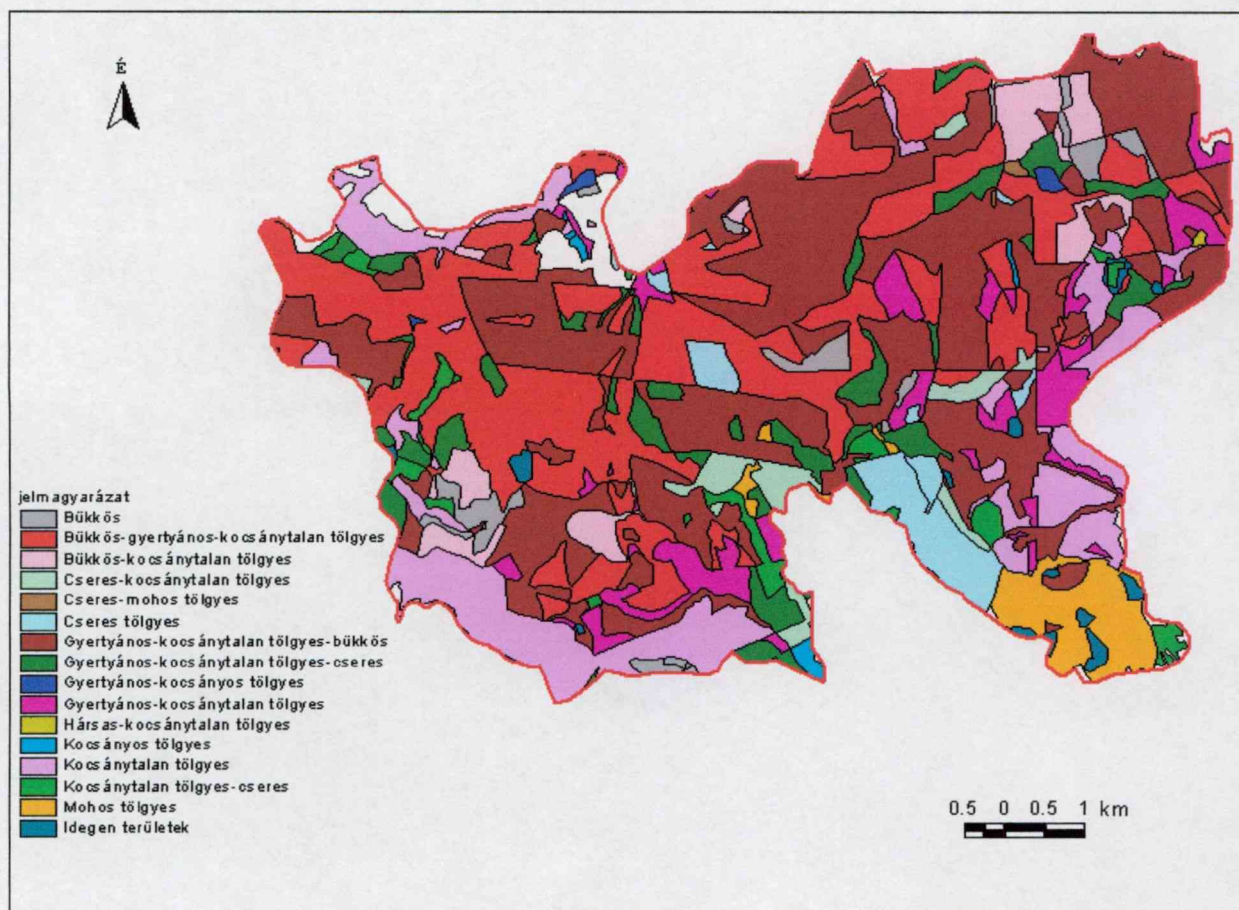 É
jelmagyarázat
Bükkös
Bükkös-gyertyános-kocsánytalan tölgyes
Bükkös-kocsánytalan tölgyes
Cseres-kocsánytalan tölgyes
Cseres-mohos tölgyes
Cseres tölgyes
Gyertyános-kocsánytalan tölgyes-bükkös
Gyertyános-kocsánytalan tölgyes-cseres
Gyertyános-kocsányos tölgyes
Gyertyános-kocsánytalan tölgyes
Hársas-kocsánytalan tölgyes
Kocsányos tölgyes
Kocsánytalan tölgyes
Kocsánytalan tölgyes-cseres
Mohos tölgyes
Idegen területek
0.5 0 0.5 1 km